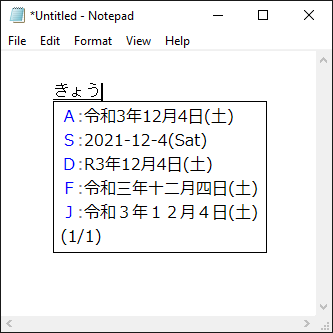 *Untitled - Notepad
File Edit Format View Help
きょう
A:令和3年12月4日(土)
S:2021-12-4(Sat)
D:R3年12月4日(土)
F:令和三年十二月四日(土)
J:令和３年１２月４日(土)
(1/1)